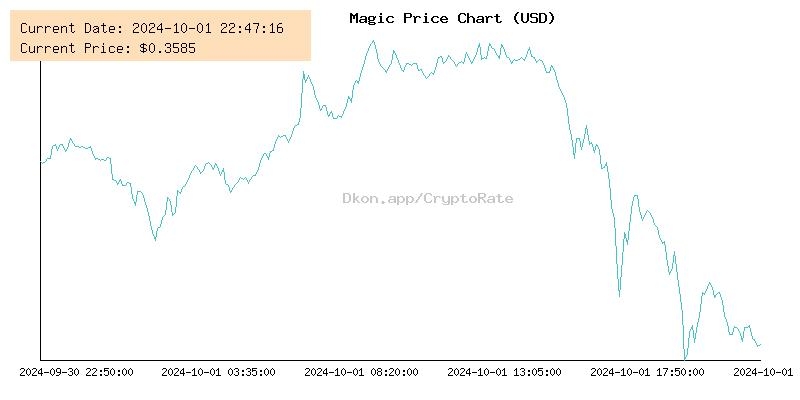 Magic Price Chart (USD)
Current Date: 2024-10-01 22:47:16
Current Price: $0.3585
Dkon.app/CryptoRate
2024-09-30 22:50:00 2024-10-01 03:35:00 2024-10-01 08:20:00 2024-10-01 13:05:00 2024-10-01 17:50:00 2024-10-01